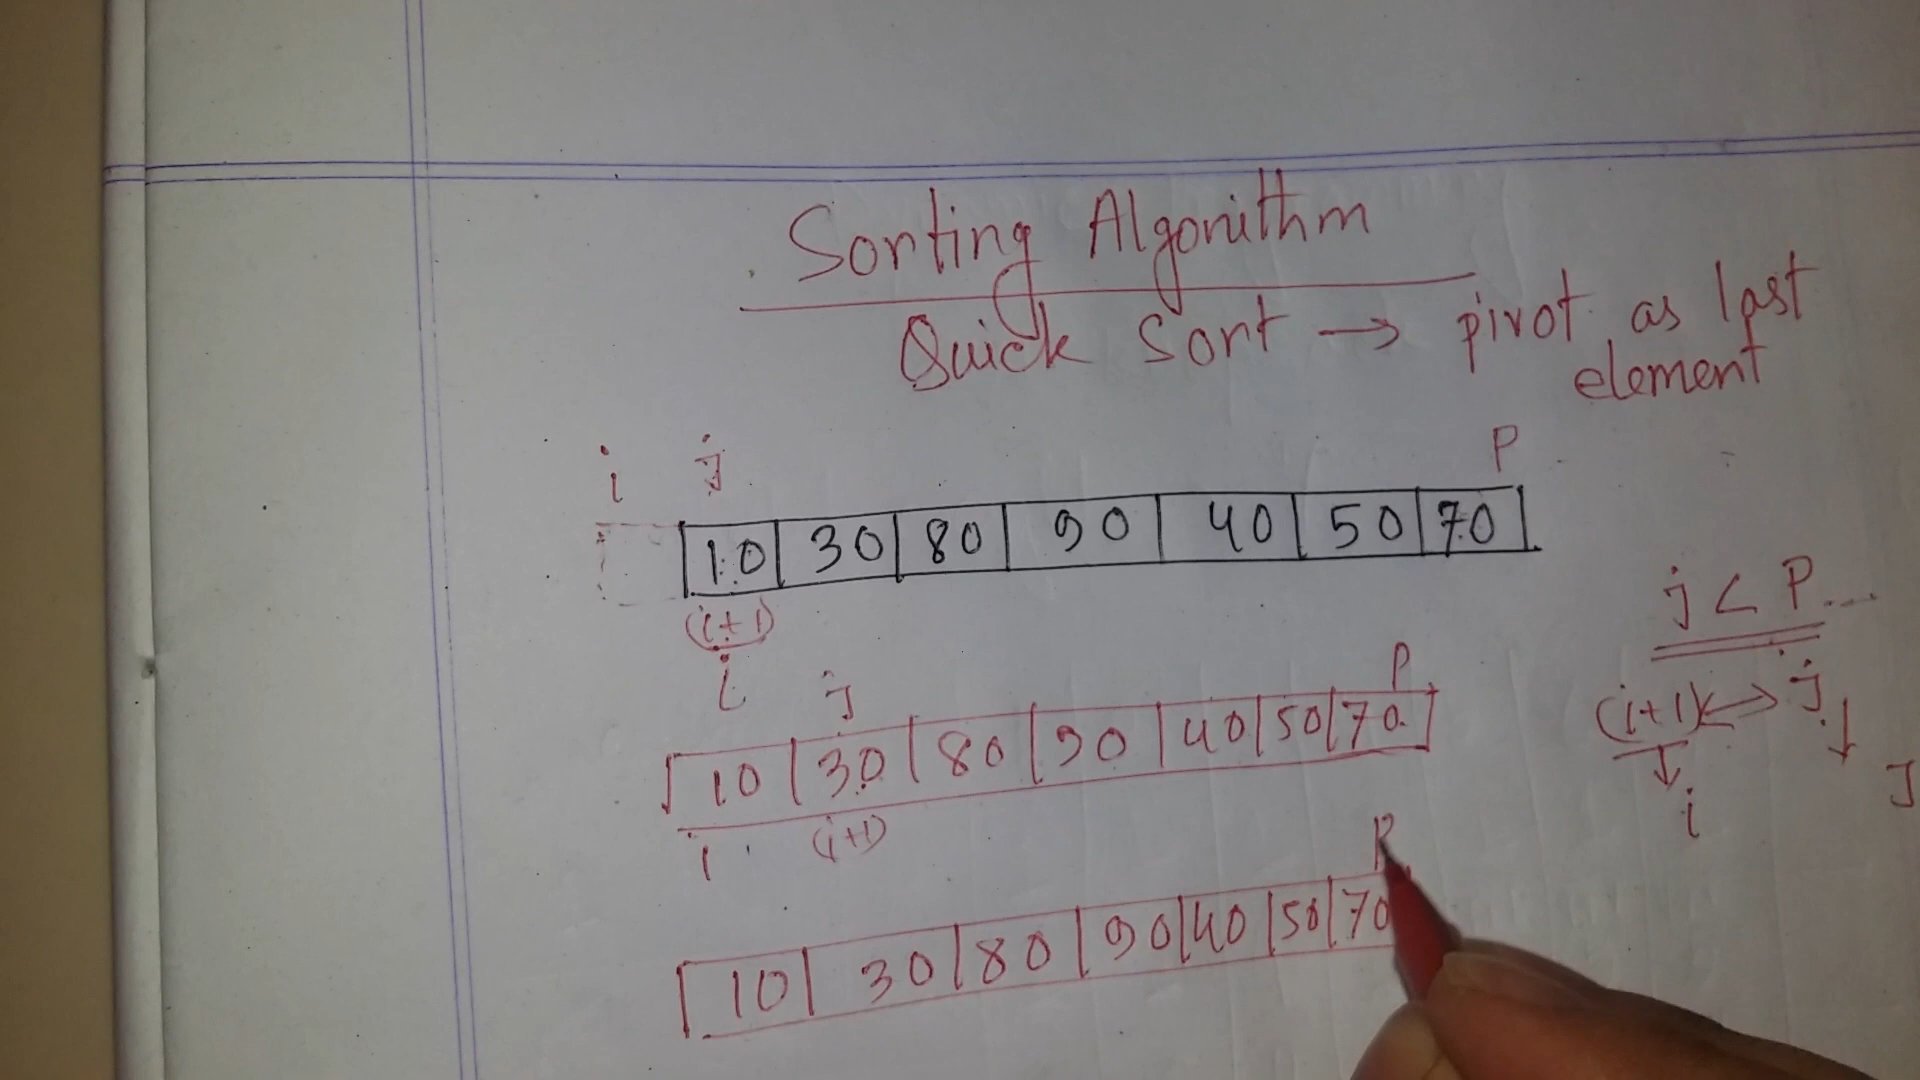 Sorting Algorithm
Quick Sort → pivot as last
element
i j P
10 30 80 90 40 50 70
(i+1)
i j P
j < P
10 30 80 90 40 50 70
(i+1) ↔ j
↓ ↓
i J
i (i+1)
P
10 30 80 90 40 50 70